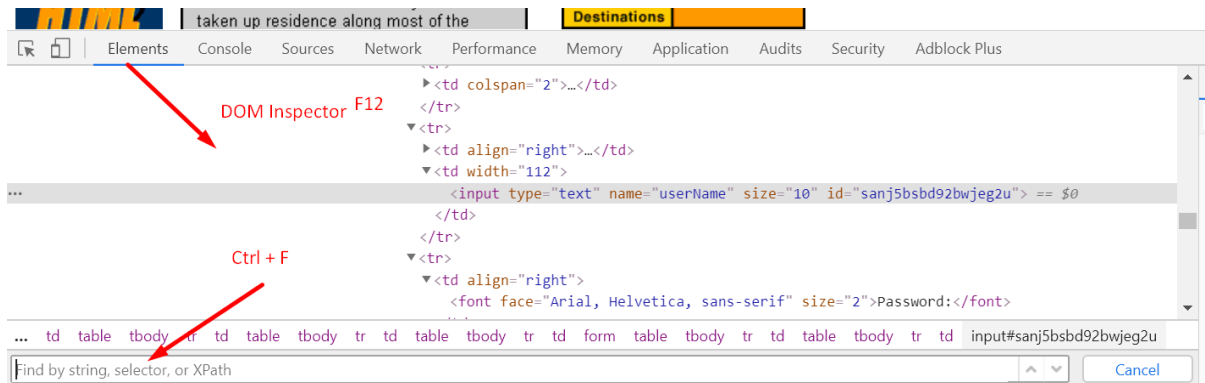 HTML
taken up residence along most of the
Destinations
Elements Console Sources Network Performance Memory Application Audits Security Adblock Plus
▶<td colspan="2">…</td>
DOM Inspector F12
</tr>
▼<tr>
▶<td align="right">…</td>
▼<td width="112">
... <input type="text" name="userName" size="10" id="sanj5bsbd92bwjeg2u"> == $0
</td>
</tr>
Ctrl + F
▼<tr>
▼<td align="right">
<font face="Arial, Helvetica, sans-serif" size="2">Password:</font>
... td table tbody tr td table tbody tr td table tbody tr td form table tbody tr td table tbody tr td input#sanj5bsbd92bwjeg2u
Find by string, selector, or XPath
Cancel